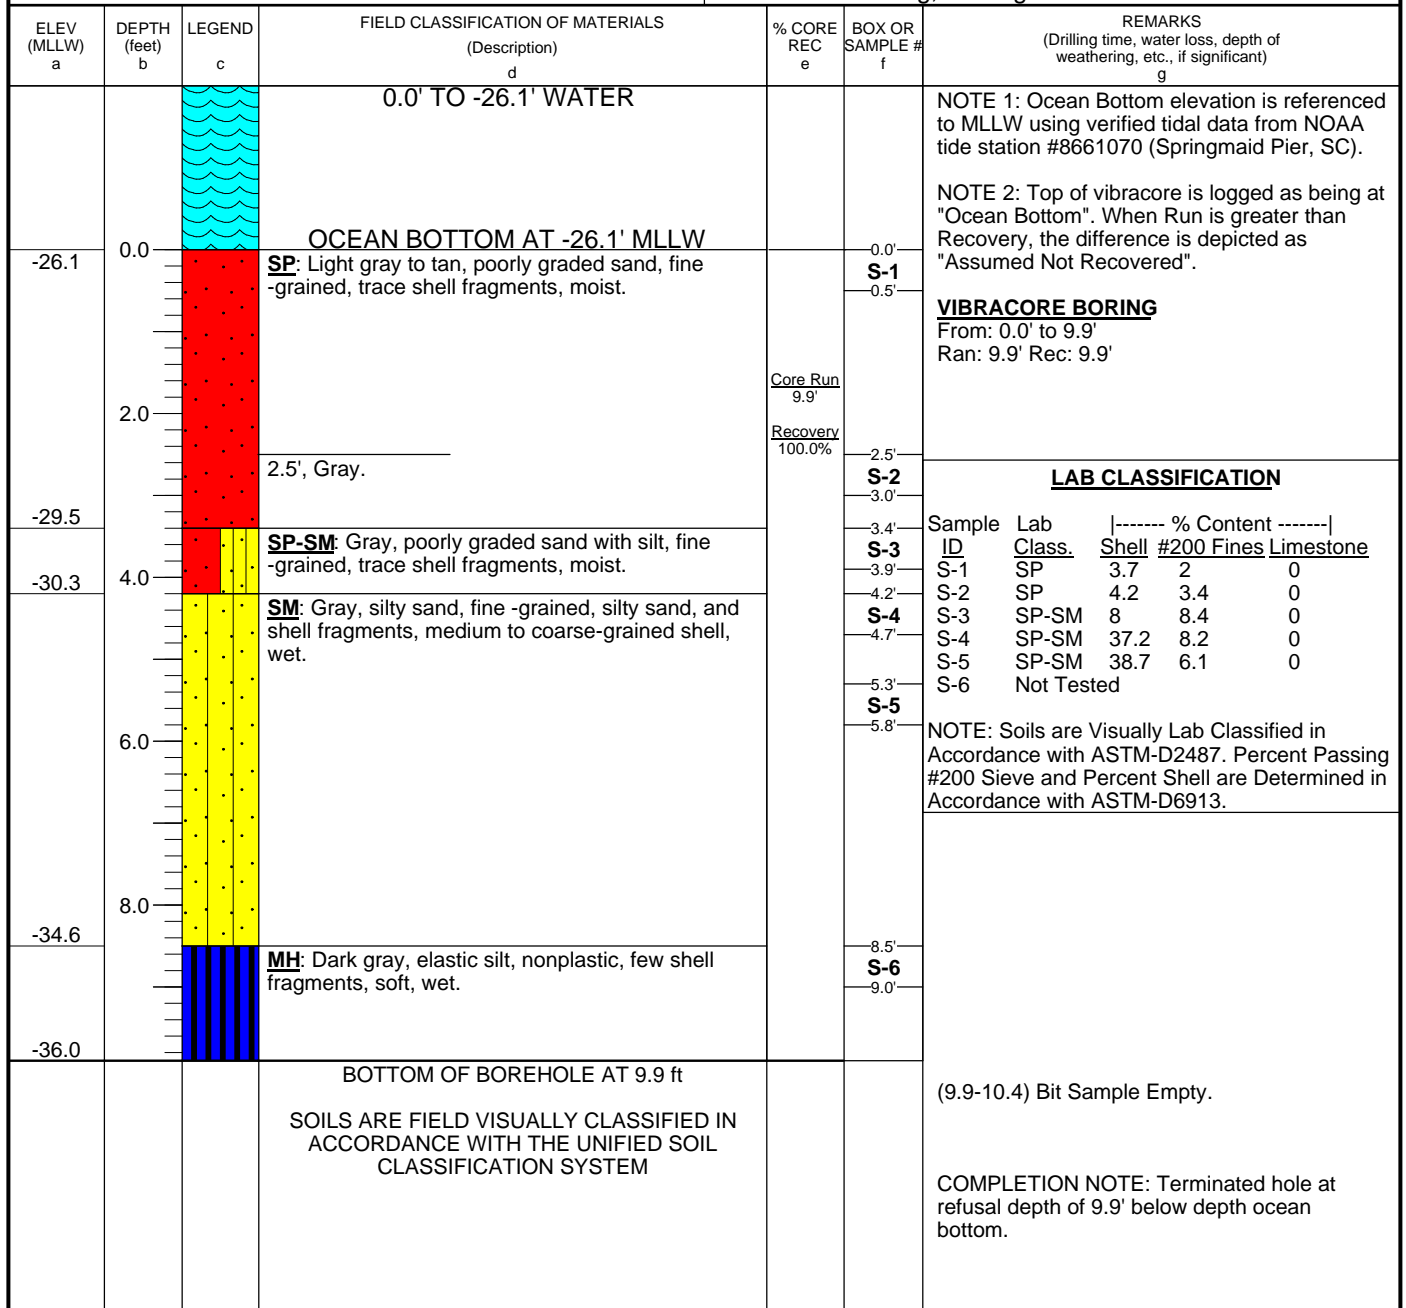 ELEV (MLLW) a
DEPTH (feet) b
LEGEND c
FIELD CLASSIFICATION OF MATERIALS
(Description)
d
% CORE REC e
BOX OR SAMPLE # f
REMARKS
(Drilling time, water loss, depth of
weathering, etc., if significant)
g
0.0' TO -26.1' WATER
OCEAN BOTTOM AT -26.1' MLLW
-26.1
0.0
SP: Light gray to tan, poorly graded sand, fine
-grained, trace shell fragments, moist.
2.0
2.5', Gray.
-29.5
SP-SM: Gray, poorly graded sand with silt, fine
-grained, trace shell fragments, moist.
-30.3
4.0
SM: Gray, silty sand, fine -grained, silty sand, and
shell fragments, medium to coarse-grained shell,
wet.
6.0
8.0
-34.6
MH: Dark gray, elastic silt, nonplastic, few shell
fragments, soft, wet.
-36.0
BOTTOM OF BOREHOLE AT 9.9 ft
SOILS ARE FIELD VISUALLY CLASSIFIED IN
ACCORDANCE WITH THE UNIFIED SOIL
CLASSIFICATION SYSTEM
Core Run
9.9'
Recovery
100.0%
0.0'
S-1
0.5'
2.5'
S-2
3.0'
3.4'
S-3
3.9'
4.2'
S-4
4.7'
5.3'
S-5
5.8'
8.5'
S-6
9.0'
NOTE 1: Ocean Bottom elevation is referenced
to MLLW using verified tidal data from NOAA
tide station #8661070 (Springmaid Pier, SC).
NOTE 2: Top of vibracore is logged as being at
"Ocean Bottom". When Run is greater than
Recovery, the difference is depicted as
"Assumed Not Recovered".
VIBRACORE BORING
From: 0.0' to 9.9'
Ran: 9.9' Rec: 9.9'
LAB CLASSIFICATION
Sample Lab |------- % Content -------|
ID Class. Shell #200 Fines Limestone
S-1 SP 3.7 2 0
S-2 SP 4.2 3.4 0
S-3 SP-SM 8 8.4 0
S-4 SP-SM 37.2 8.2 0
S-5 SP-SM 38.7 6.1 0
S-6 Not Tested
NOTE: Soils are Visually Lab Classified in
Accordance with ASTM-D2487. Percent Passing
#200 Sieve and Percent Shell are Determined in
Accordance with ASTM-D6913.
(9.9-10.4) Bit Sample Empty.
COMPLETION NOTE: Terminated hole at
refusal depth of 9.9' below depth ocean
bottom.